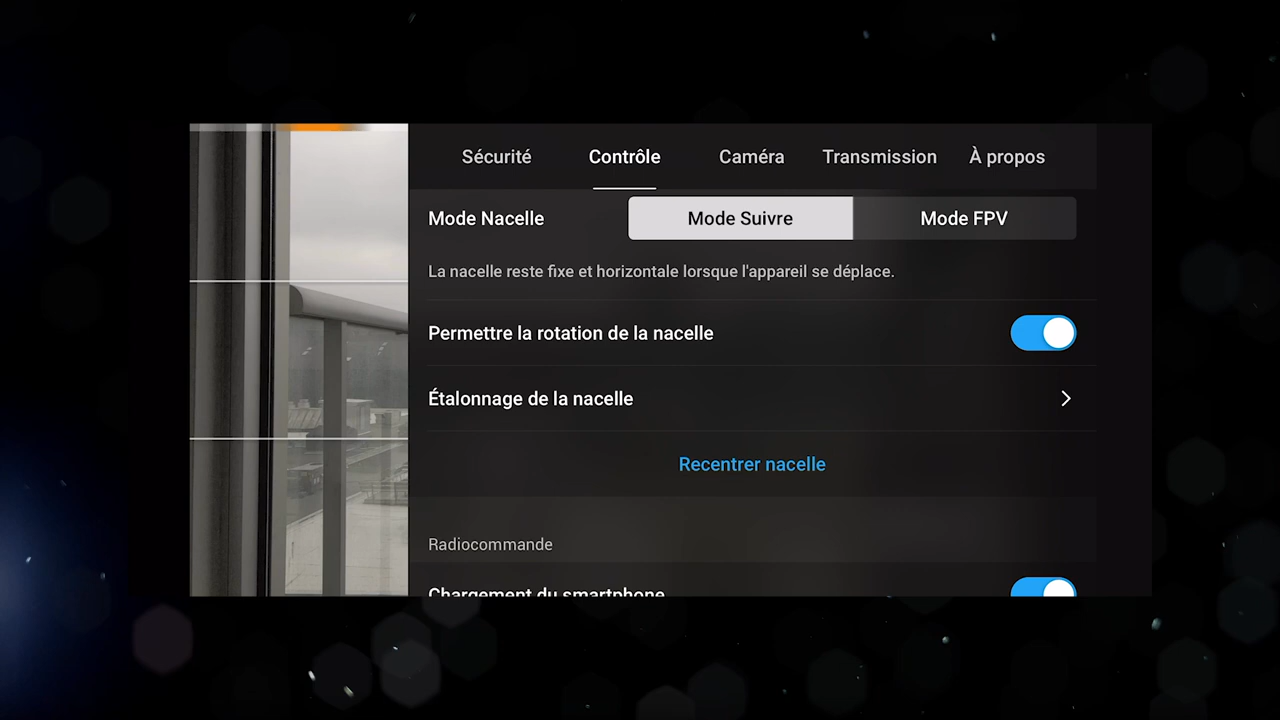 Sécurité Contrôle Caméra Transmission À propos
Mode Nacelle Mode Suivre Mode FPV
La nacelle reste fixe et horizontale lorsque l'appareil se déplace.
Permettre la rotation de la nacelle
Étalonnage de la nacelle
Recentrer nacelle
Radiocommande
Chargement du smartphone